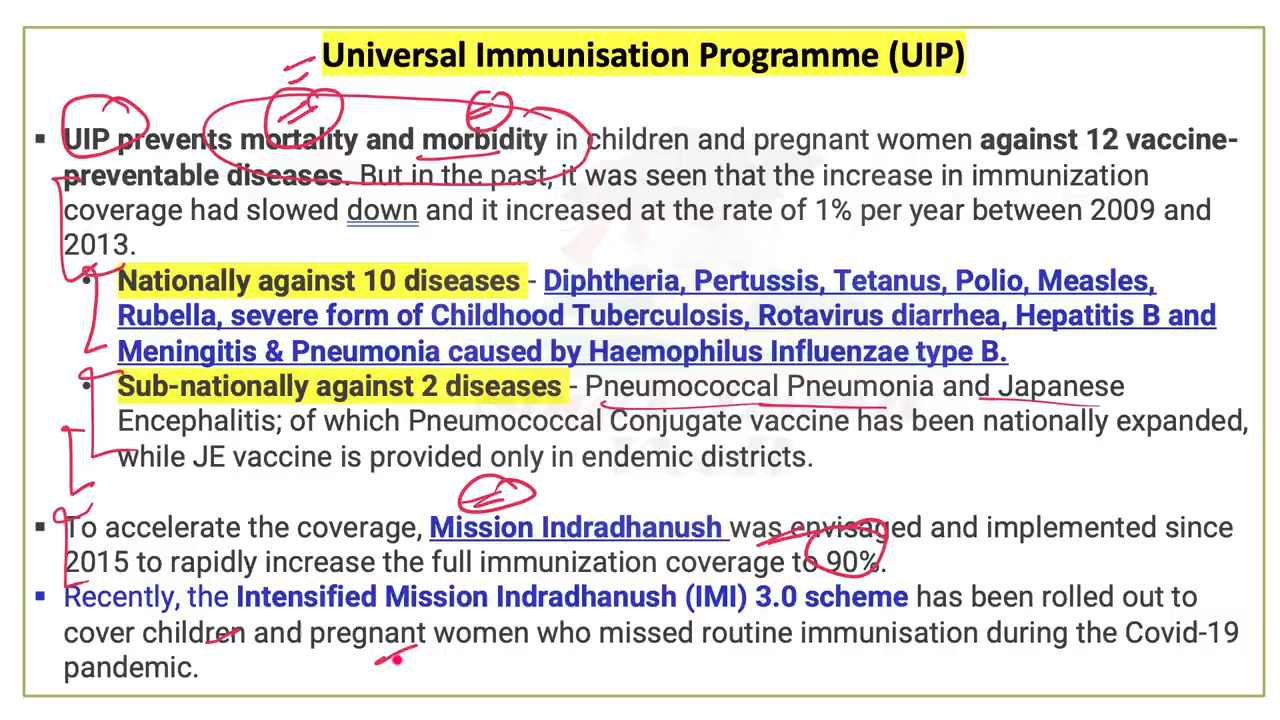 Universal Immunisation Programme (UIP)
▪ UIP prevents mortality and morbidity in children and pregnant women against 12 vaccine-
preventable diseases. But in the past, it was seen that the increase in immunization
coverage had slowed down and it increased at the rate of 1% per year between 2009 and
2013.
• Nationally against 10 diseases - Diphtheria, Pertussis, Tetanus, Polio, Measles,
Rubella, severe form of Childhood Tuberculosis, Rotavirus diarrhea, Hepatitis B and
Meningitis & Pneumonia caused by Haemophilus Influenzae type B.
• Sub-nationally against 2 diseases - Pneumococcal Pneumonia and Japanese
Encephalitis; of which Pneumococcal Conjugate vaccine has been nationally expanded,
while JE vaccine is provided only in endemic districts.
▪ To accelerate the coverage, Mission Indradhanush was envisaged and implemented since
2015 to rapidly increase the full immunization coverage to 90%.
▪ Recently, the Intensified Mission Indradhanush (IMI) 3.0 scheme has been rolled out to
cover children and pregnant women who missed routine immunisation during the Covid-19
pandemic.